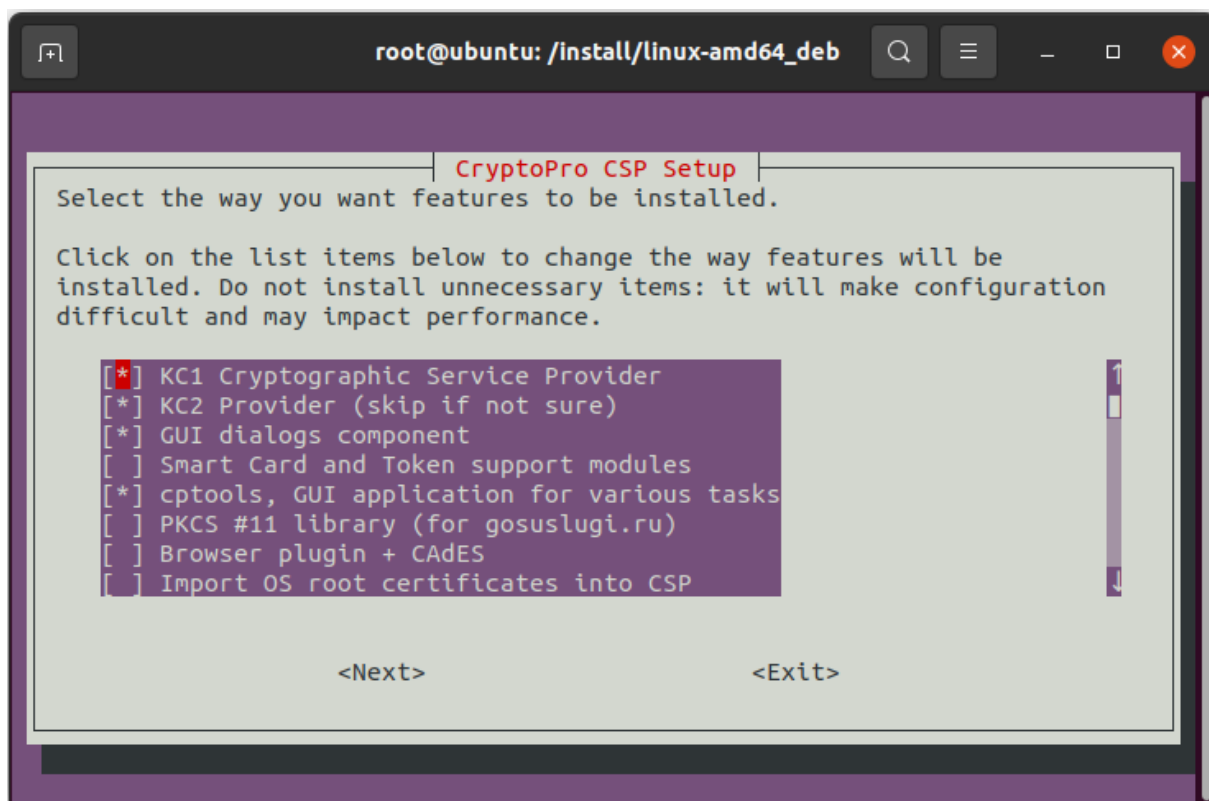 root@ubuntu: /install/linux-amd64_deb
CryptoPro CSP Setup
Select the way you want features to be installed.
Click on the list items below to change the way features will be
installed. Do not install unnecessary items: it will make configuration
difficult and may impact performance.
[*] KC1 Cryptographic Service Provider
[*] KC2 Provider (skip if not sure)
[*] GUI dialogs component
[ ] Smart Card and Token support modules
[*] cptools, GUI application for various tasks
[ ] PKCS #11 library (for gosuslugi.ru)
[ ] Browser plugin + CAdES
[ ] Import OS root certificates into CSP
<Next> <Exit>